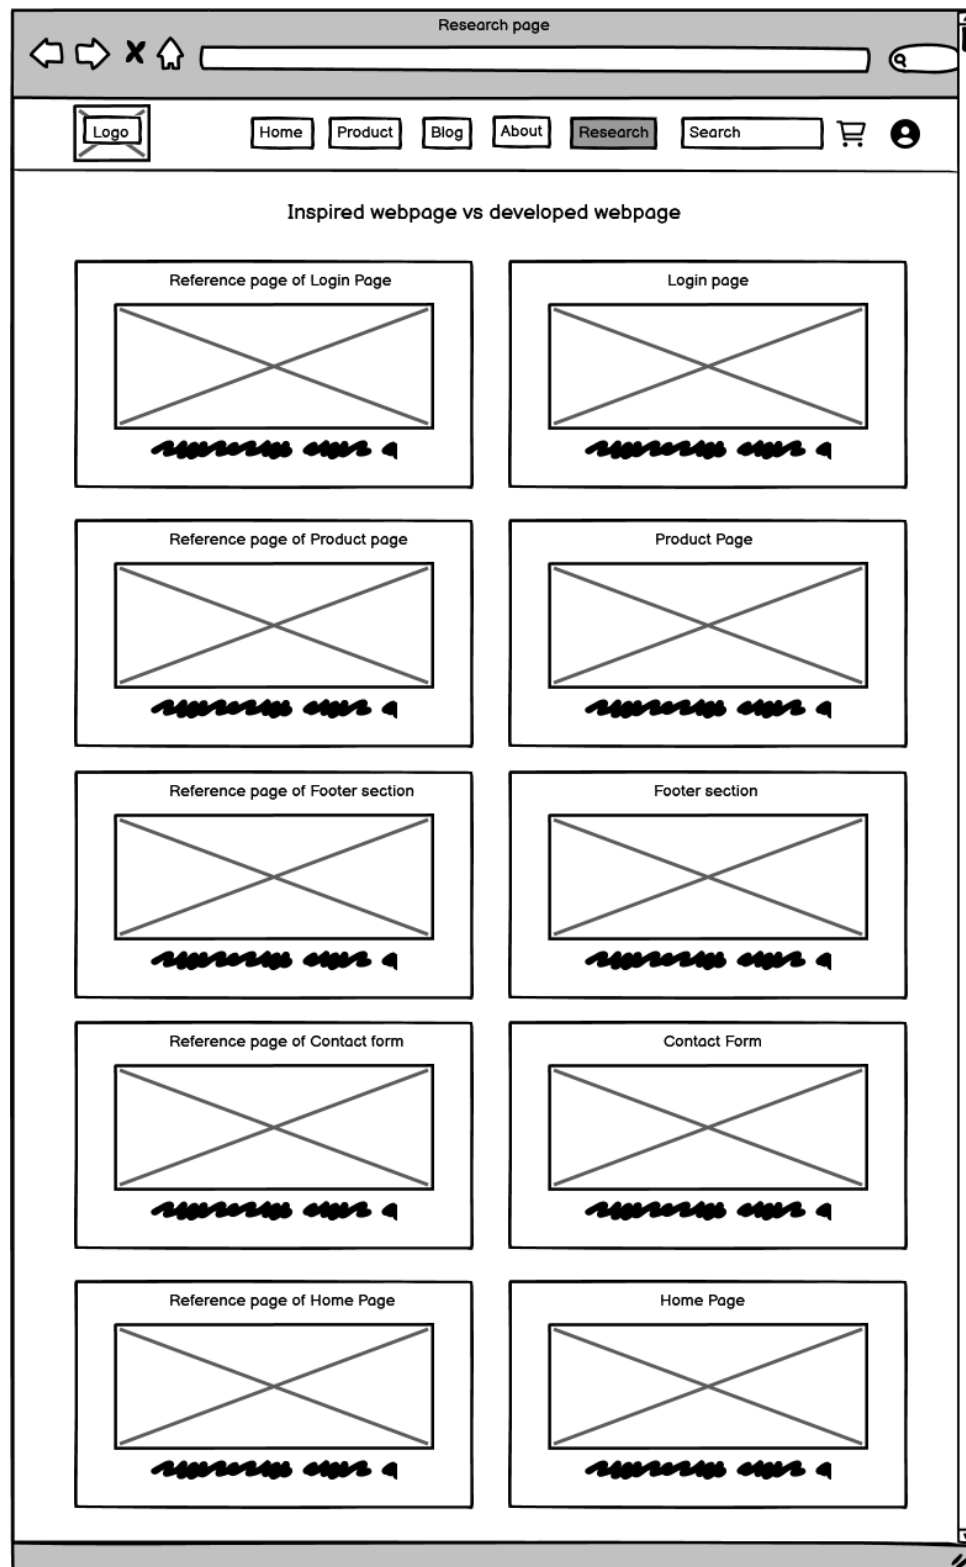 Research page
Logo
Home Product Blog About Research Search
Inspired webpage vs developed webpage
Reference page of Login Page
Login page
Reference page of Product page
Product Page
Reference page of Footer section
Footer section
Reference page of Contact form
Contact Form
Reference page of Home Page
Home Page